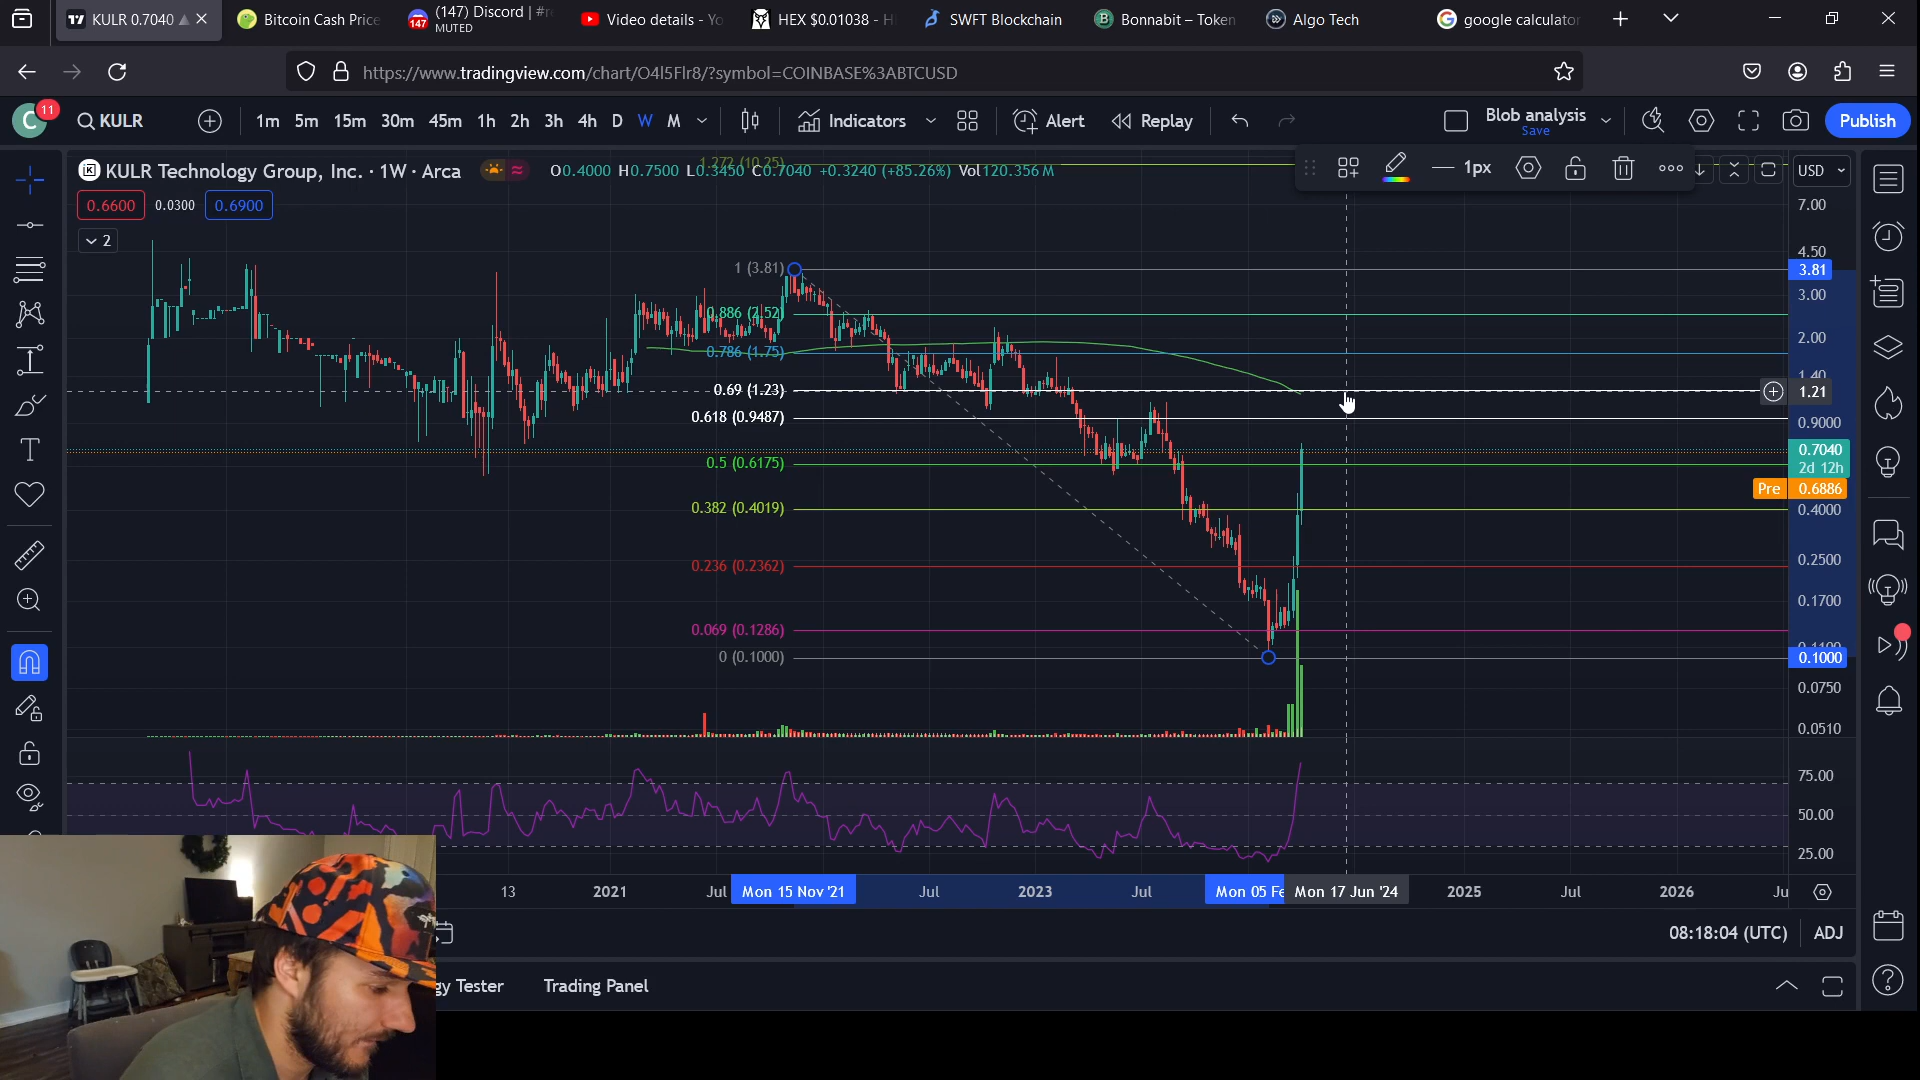 KULR 0.7040
Bitcoin Cash Price
(147) Discord | #r
MUTED
Video details - Yo
HEX $0.01038 - H
SWFT Blockchain
Bonnabit – Token
Algo Tech
google calculator
https://www.tradingview.com/chart/O4l5Flr8/?symbol=COINBASE%3ABTCUSD
C
11
KULR
1m 5m 15m 30m 45m 1h 2h 3h 4h D W M
Indicators
Alert
Replay
Blob analysis
Save
Publish
KULR Technology Group, Inc. · 1W · Arca
O0.4000 H0.7500 L0.3450 C0.7040 +0.3240 (+85.26%) Vol120.356M
1.272 (10.25)
1px
USD
0.6600
0.0300
0.6900
2
7.00
4.50
1 (3.81)
3.81
3.00
0.886 (2.52)
2.00
0.786 (1.75)
1.40
0.69 (1.23)
1.21
0.618 (0.9487)
0.9000
0.7040
2d 12h
0.5 (0.6175)
Pre 0.6886
0.382 (0.4019)
0.4000
0.236 (0.2362)
0.2500
0.1700
0.069 (0.1286)
0.1100
0 (0.1000)
0.1000
0.0750
0.0510
75.00
50.00
25.00
13
2021
Jul
Mon 15 Nov '21
Jul
2023
Jul
Mon 05 Fe
Mon 17 Jun '24
2025
Jul
2026
Ju
08:18:04 (UTC)
ADJ
gy Tester
Trading Panel